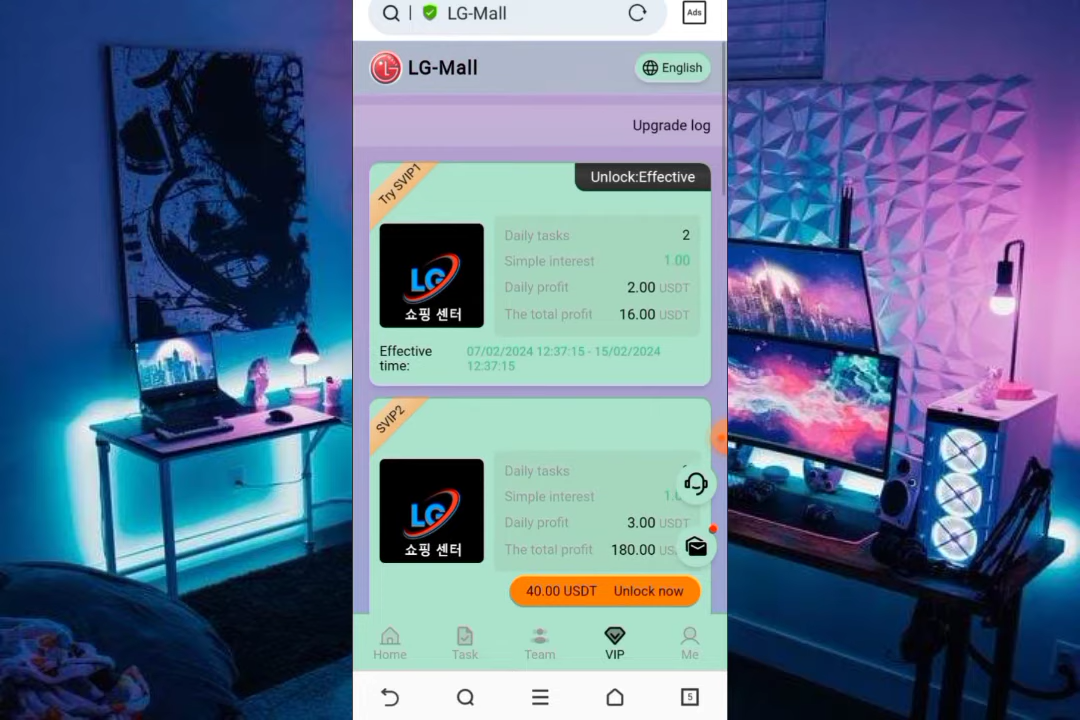 LG-Mall
Ads
LG-Mall
English
Upgrade log
Try SVIP1
Unlock:Effective
Daily tasks 2
Simple interest 1.00
Daily profit 2.00 USDT
The total profit 16.00 USDT
LG
쇼핑 센터
Effective time: 07/02/2024 12:37:15 - 15/02/2024 12:37:15
SVIP2
Daily tasks
Simple interest
Daily profit 3.00 USDT
The total profit 180.00
LG
쇼핑 센터
40.00 USDT Unlock now
Home
Task
Team
VIP
Me
5